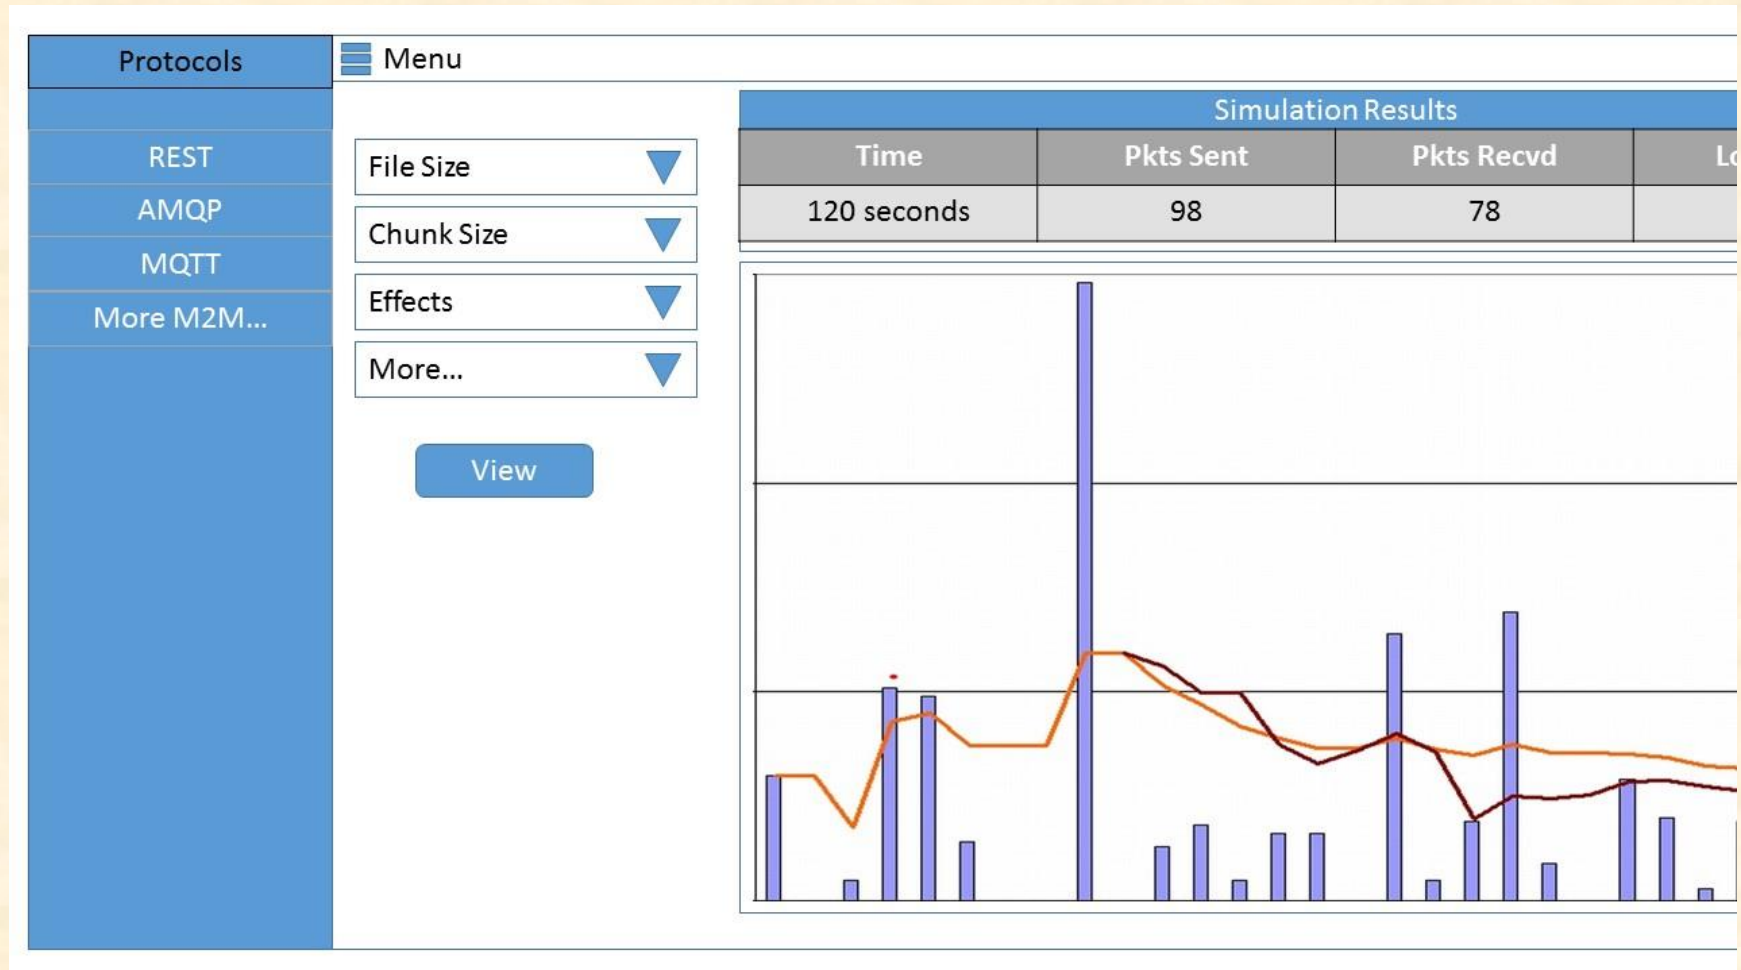 Protocols
Menu
REST
AMQP
MQTT
More M2M...
File Size
Chunk Size
Effects
More...
View
Simulation Results
Time Pkts Sent Pkts Recvd
120 seconds 98 78